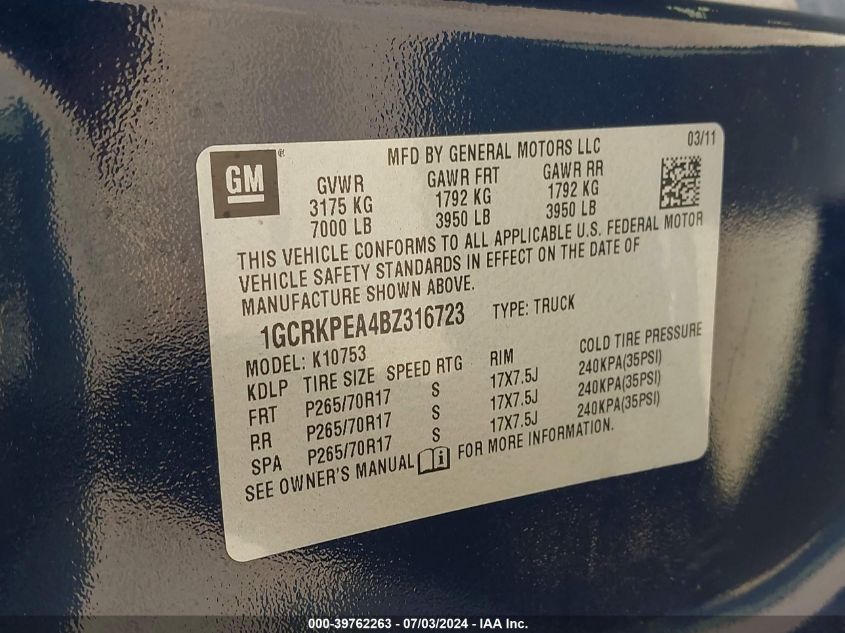 03/11
MFD BY GENERAL MOTORS LLC
GM®
GVWR GAWR FRT GAWR RR
3175 KG 1792 KG 1792 KG
7000 LB 3950 LB 3950 LB
THIS VEHICLE CONFORMS TO ALL APPLICABLE U.S. FEDERAL MOTOR
VEHICLE SAFETY STANDARDS IN EFFECT ON THE DATE OF
MANUFACTURE SHOWN ABOVE.
1GCRKPEA4BZ316723 TYPE: TRUCK
MODEL: K10753
KDLP TIRE SIZE SPEED RTG RIM COLD TIRE PRESSURE
FRT P265/70R17 S 17X7.5J 240KPA(35PSI)
RR P265/70R17 S 17X7.5J 240KPA(35PSI)
SPA P265/70R17 S 17X7.5J 240KPA(35PSI)
SEE OWNER'S MANUAL FOR MORE INFORMATION.
000-39762263 - 07/03/2024 - IAA Inc.